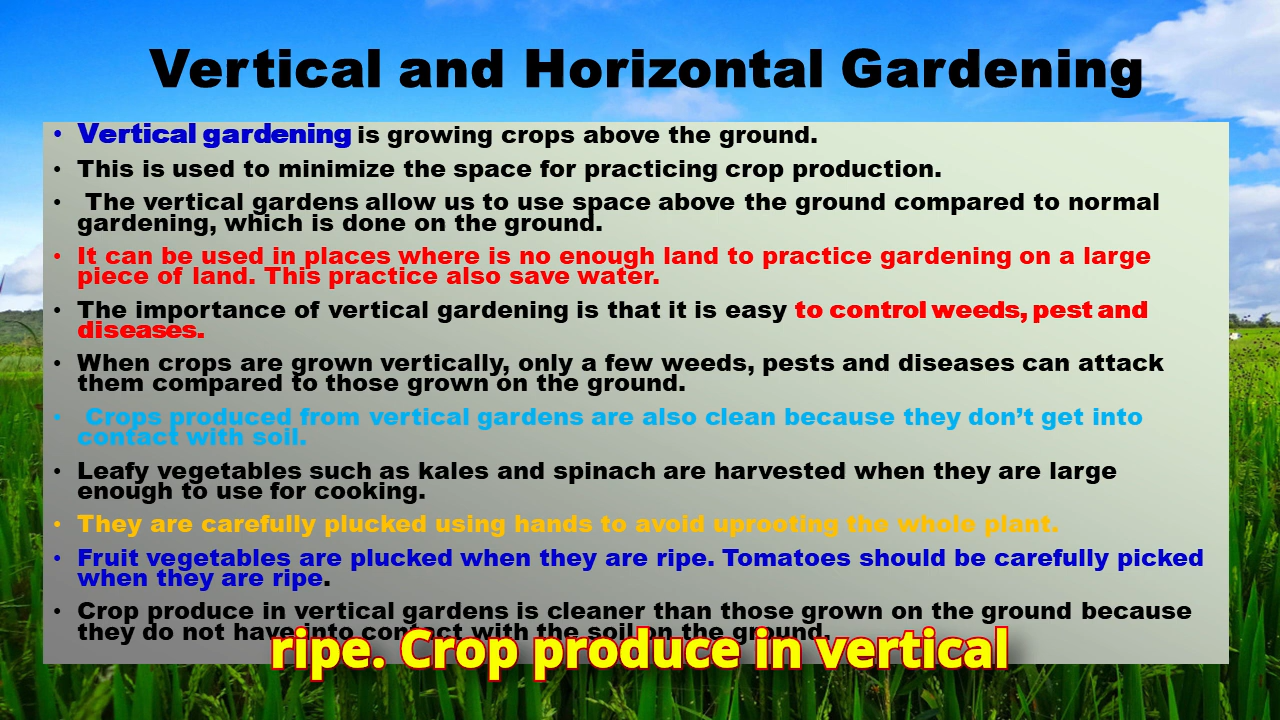 Vertical and Horizontal Gardening
• Vertical gardening is growing crops above the ground.
• This is used to minimize the space for practicing crop production.
• The vertical gardens allow us to use space above the ground compared to normal
gardening, which is done on the ground.
• It can be used in places where is no enough land to practice gardening on a large
piece of land. This practice also save water.
• The importance of vertical gardening is that it is easy to control weeds, pest and
diseases.
• When crops are grown vertically, only a few weeds, pests and diseases can attack
them compared to those grown on the ground.
• Crops produced from vertical gardens are also clean because they don’t get into
contact with soil.
• Leafy vegetables such as kales and spinach are harvested when they are large
enough to use for cooking.
• They are carefully plucked using hands to avoid uprooting the whole plant.
• Fruit vegetables are plucked when they are ripe. Tomatoes should be carefully picked
when they are ripe.
• Crop produce in vertical gardens is cleaner than those grown on the ground because
they do not have into contact with the soil on the ground.
ripe. Crop produce in vertical